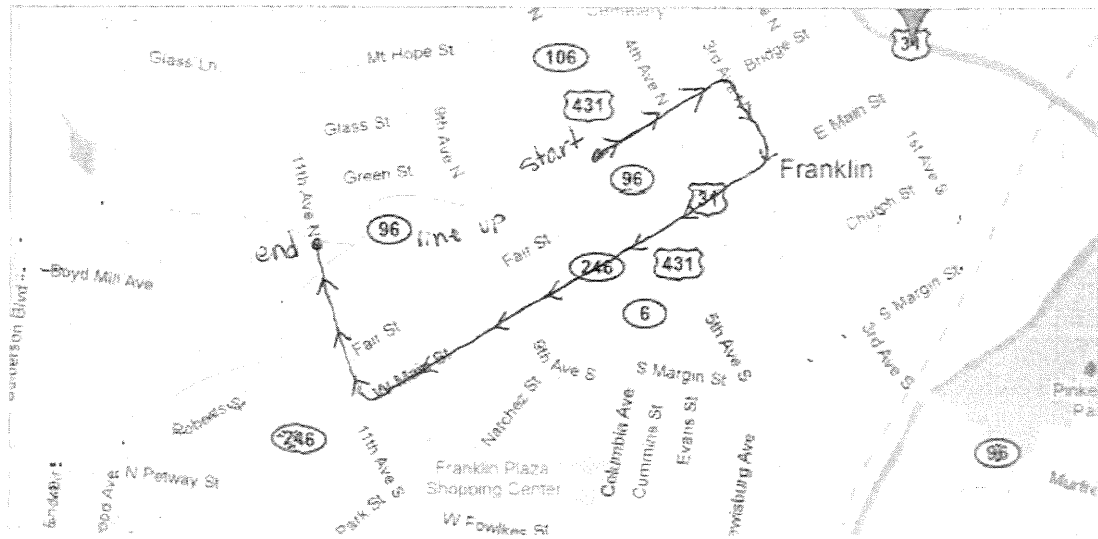 Cemetery
N
Mt Hope St
Glass Ln
106
4th Ave N
3rd Ave N
e N
Bridge St
31
431
Glass St
9th Ave N
start
E Main St
1st Ave S
Green St
96
Franklin
11th Ave N
31
Church St
96
line up
end
Fair St
246
431
Boyd Mill Ave
6
S Margin St
5th Ave S
3rd Ave S
Fair St
9th Ave S
S Margin St
W Main St
Natchez St
Columbia Ave
Cummins St
Evans St
246
11th Ave S
96
N Petway St
Franklin Plaza
Shopping Center
Park St
W Fowlkes St